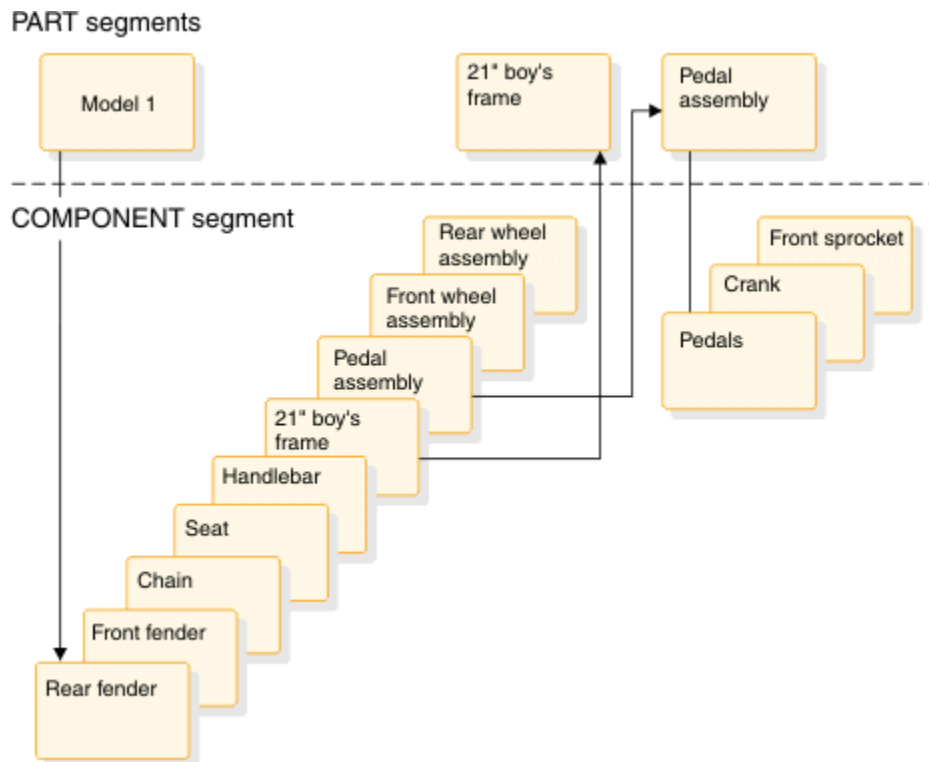 PART segments
Model 1
21" boy's
frame
Pedal
assembly
COMPONENT segment
Rear wheel
assembly
Front wheel
assembly
Pedal
assembly
21" boy's
frame
Handlebar
Seat
Chain
Front fender
Rear fender
Front sprocket
Crank
Pedals